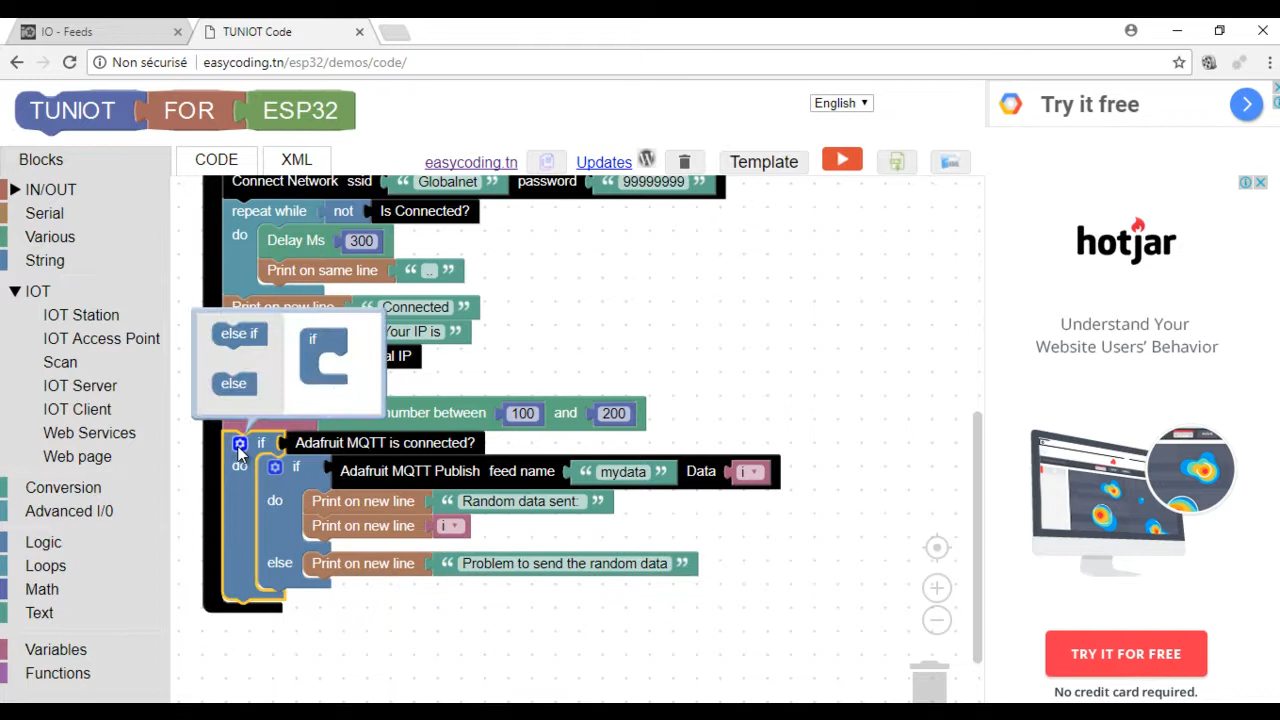 IO - Feeds
TUNIOT Code
Non sécurisé
easycoding.tn/esp32/demos/code/
TUNIOT FOR ESP32
English
Try it free
Blocks
CODE
XML
easycoding.tn
Updates
Template
IN/OUT
Serial
Various
String
IOT
IOT Station
IOT Access Point
Scan
IOT Server
IOT Client
Web Services
Web page
Conversion
Advanced I/0
Logic
Loops
Math
Text
Variables
Functions
Connect Network ssid “ Globalnet ” password “ 99999999 ”
repeat while not Is Connected?
do Delay Ms 300
Print on same line “ .. ”
Print on new line “ Connected ”
Your IP is ”
al IP
else if
if
else
number between 100 and 200
if Adafruit MQTT is connected?
do if Adafruit MQTT Publish feed name “ mydata ” Data i
do Print on new line “ Random data sent: ”
Print on new line i
else Print on new line “ Problem to send the random data ”
hotjar
Understand Your
Website Users’ Behavior
TRY IT FOR FREE
No credit card required.